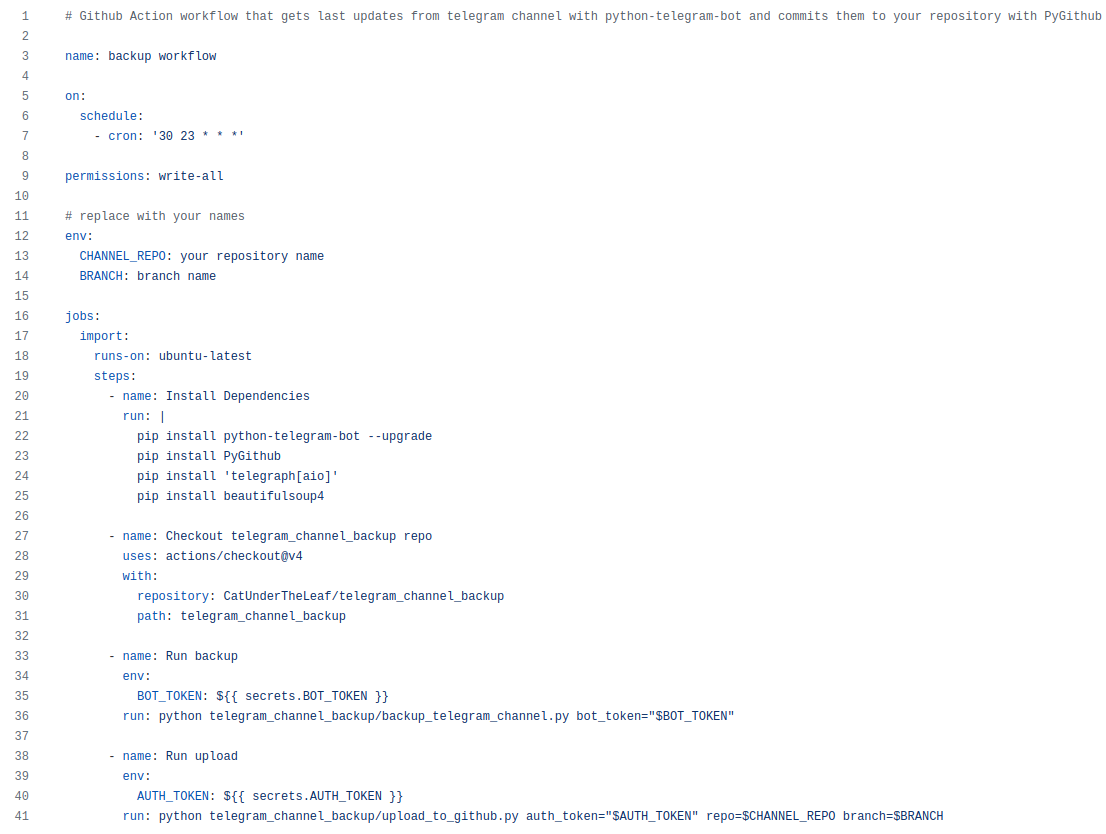 1 # Github Action workflow that gets last updates from telegram channel with python-telegram-bot and commits them to your repository with PyGithub
2
3 name: backup workflow
4
5 on:
6   schedule:
7     - cron: '30 23 * * *'
8
9 permissions: write-all
10
11 # replace with your names
12 env:
13   CHANNEL_REPO: your repository name
14   BRANCH: branch name
15
16 jobs:
17   import:
18     runs-on: ubuntu-latest
19     steps:
20       - name: Install Dependencies
21         run: |
22           pip install python-telegram-bot --upgrade
23           pip install PyGithub
24           pip install 'telegraph[aio]'
25           pip install beautifulsoup4
26
27       - name: Checkout telegram_channel_backup repo
28         uses: actions/checkout@v4
29         with:
30           repository: CatUnderTheLeaf/telegram_channel_backup
31           path: telegram_channel_backup
32
33       - name: Run backup
34         env:
35           BOT_TOKEN: ${{ secrets.BOT_TOKEN }}
36         run: python telegram_channel_backup/backup_telegram_channel.py bot_token="$BOT_TOKEN"
37
38       - name: Run upload
39         env:
40           AUTH_TOKEN: ${{ secrets.AUTH_TOKEN }}
41         run: python telegram_channel_backup/upload_to_github.py auth_token="$AUTH_TOKEN" repo=$CHANNEL_REPO branch=$BRANCH